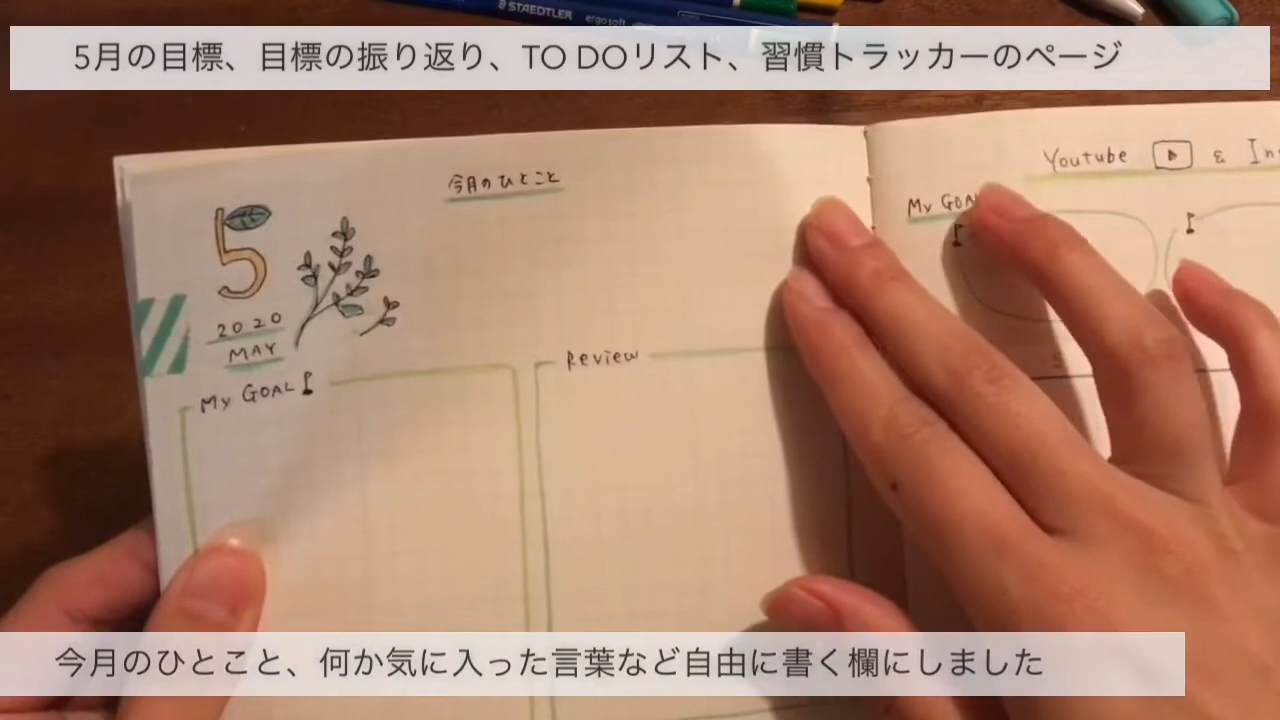 STAEDTLER ergosoft
5月の目標、目標の振り返り、TO DOリスト、習慣トラッカーのページ
今月のひとこと
5
2020
MAY
MY GOAL
Review
Youtube &
MY GOAL
今月のひとこと、何か気に入った言葉など自由に書く欄にしました